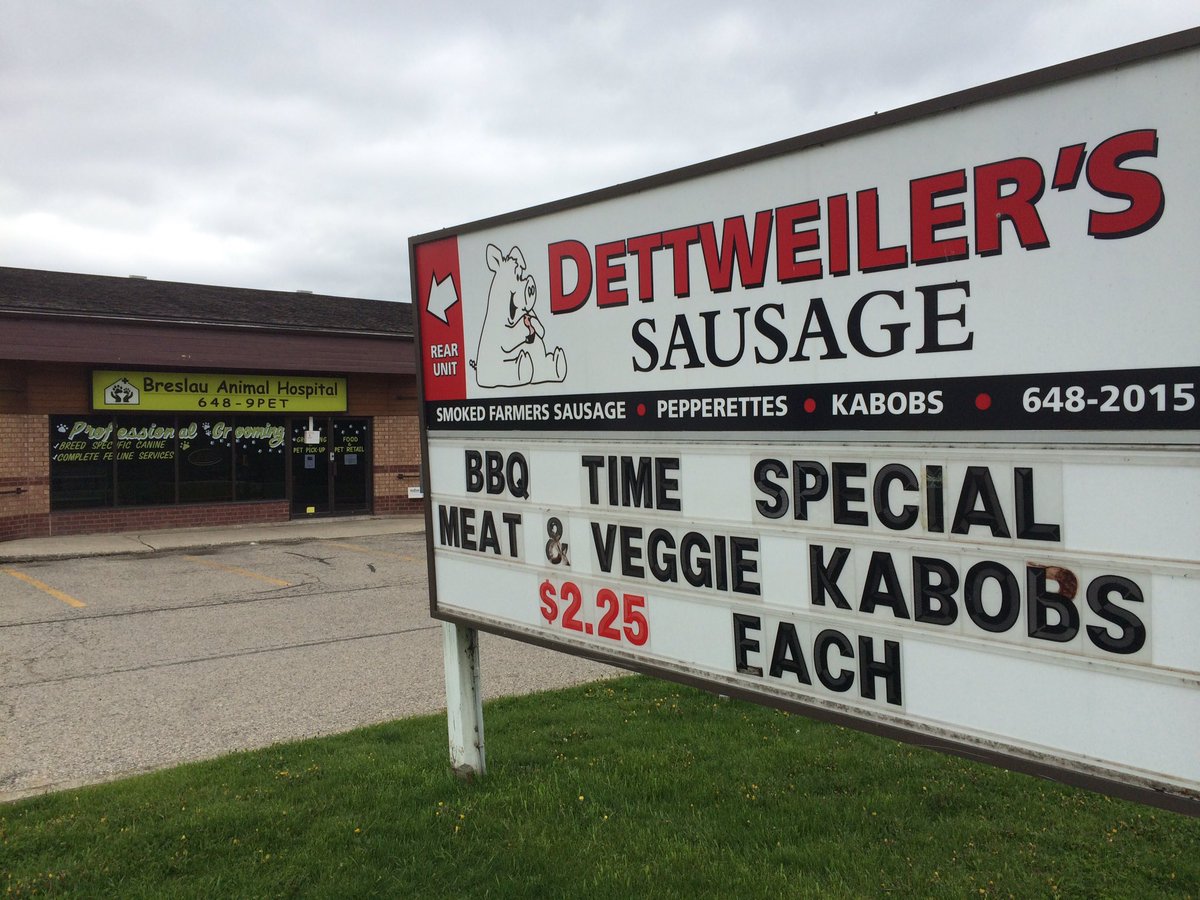 Breslau Animal Hospital
648-9PET
Professional Grooming
BREED SPECIFIC CANINE
COMPLETE FELINE SERVICES
GROOMING
PET PICK-UP
FOOD
PET RETAIL
REAR
UNIT
DETTWEILER'S
SAUSAGE
SMOKED FARMERS SAUSAGE • PEPPERETTES • KABOBS • 648-2015
BBQ TIME SPECIAL
MEAT & VEGGIE KABOBS
$2.25 EACH